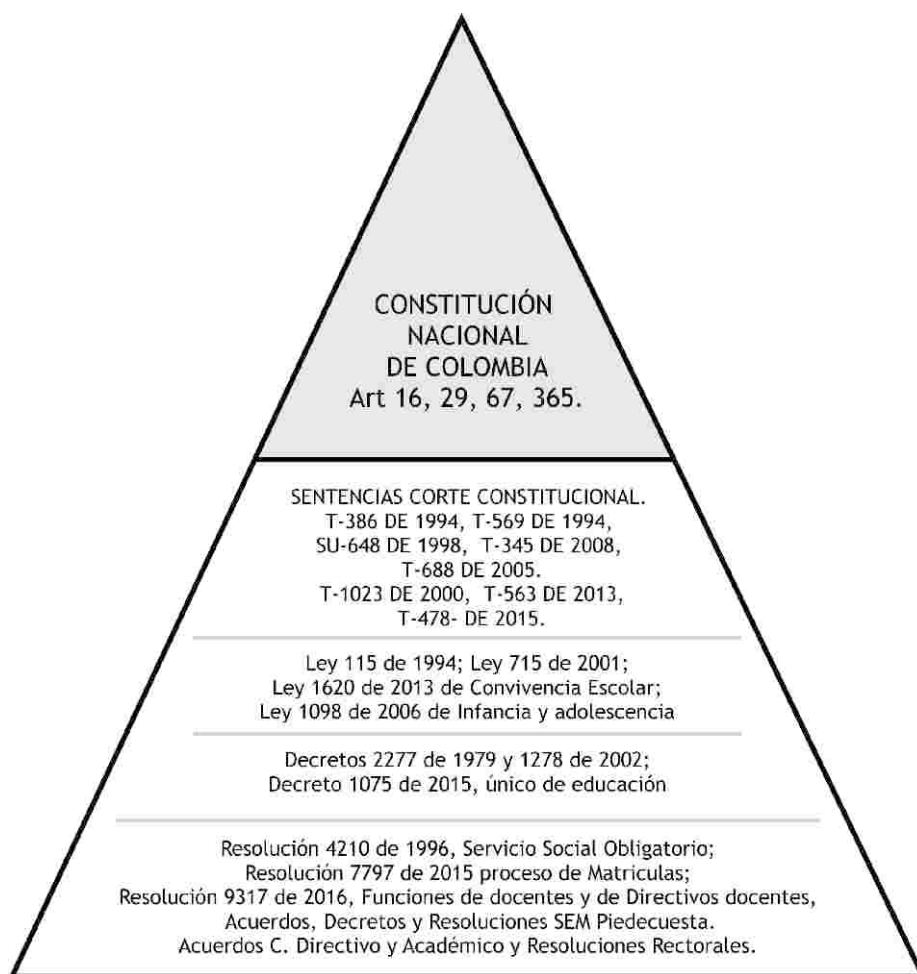 CONSTITUCIÓN
NACIONAL
DE COLOMBIA
Art 16, 29, 67, 365.
SENTENCIAS CORTE CONSTITUCIONAL.
T-386 DE 1994, T-569 DE 1994,
SU-648 DE 1998, T-345 DE 2008,
T-688 DE 2005.
T-1023 DE 2000, T-563 DE 2013,
T-478- DE 2015.
Ley 115 de 1994; Ley 715 de 2001;
Ley 1620 de 2013 de Convivencia Escolar;
Ley 1098 de 2006 de Infancia y adolescencia
Decretos 2277 de 1979 y 1278 de 2002;
Decreto 1075 de 2015, único de educación
Resolución 4210 de 1996, Servicio Social Obligatorio;
Resolución 7797 de 2015 proceso de Matriculas;
Resolución 9317 de 2016, Funciones de docentes y de Directivos docentes,
Acuerdos, Decretos y Resoluciones SEM Piedecuesta.
Acuerdos C. Directivo y Académico y Resoluciones Rectorales.